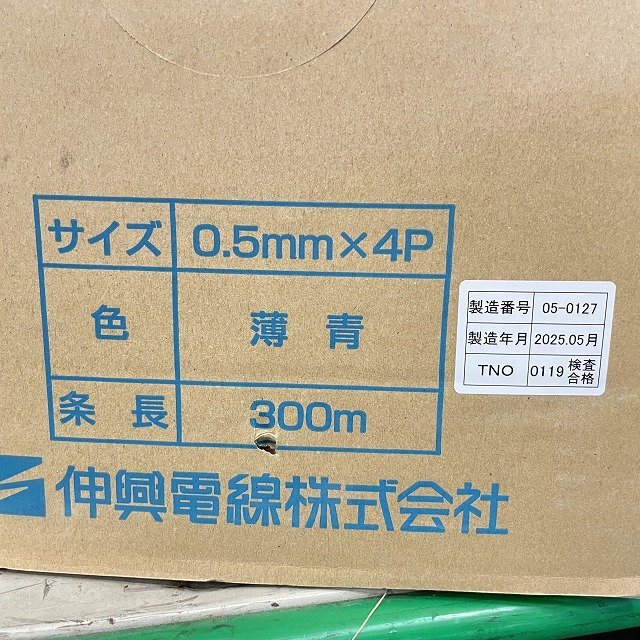 サイズ 0.5mm×4P
色 薄青
条長 300m
伸興電線株式会社
製造番号 05-0127
製造年月 2025.05月
TNO 0119 検査合格